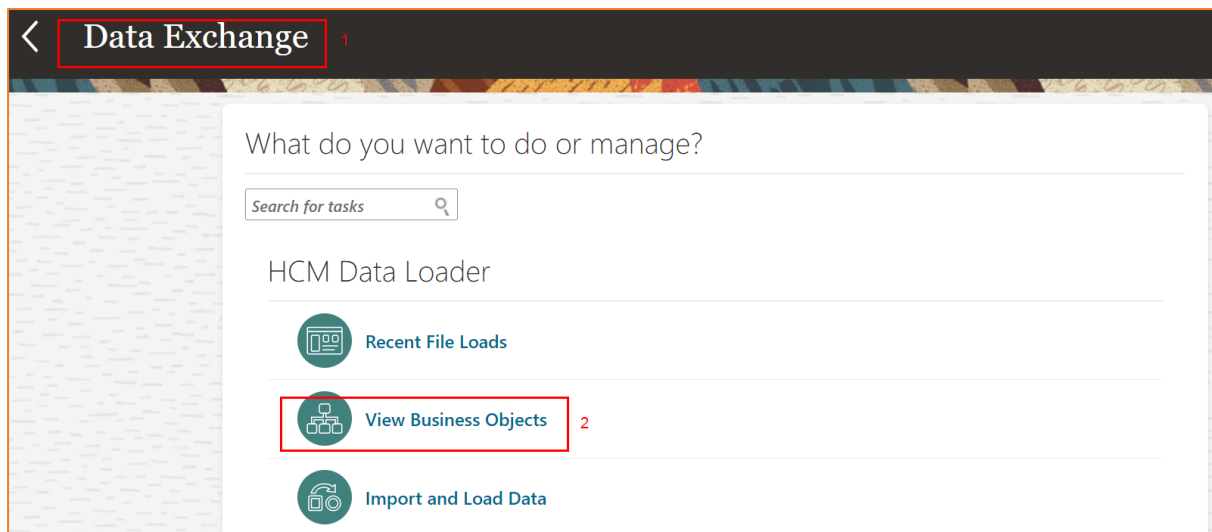 Data Exchange 1
What do you want to do or manage?
Search for tasks
HCM Data Loader
Recent File Loads
View Business Objects 2
Import and Load Data